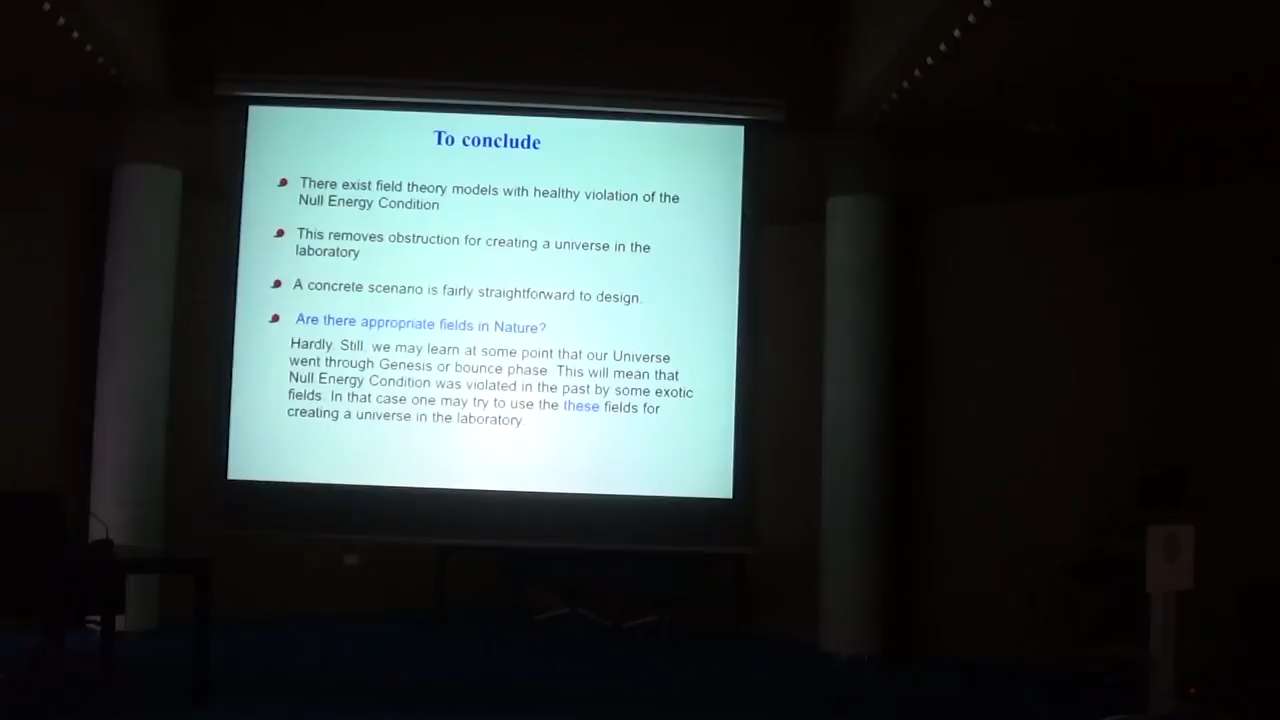 To conclude
There exist field theory models with healthy violation of the
Null Energy Condition
This removes obstruction for creating a universe in the
laboratory
A concrete scenario is fairly straightforward to design.
Are there appropriate fields in Nature?
Hardly. Still, we may learn at some point that our Universe
went through Genesis or bounce phase. This will mean that
Null Energy Condition was violated in the past by some exotic
fields. In that case one may try to use the these fields for
creating a universe in the laboratory.